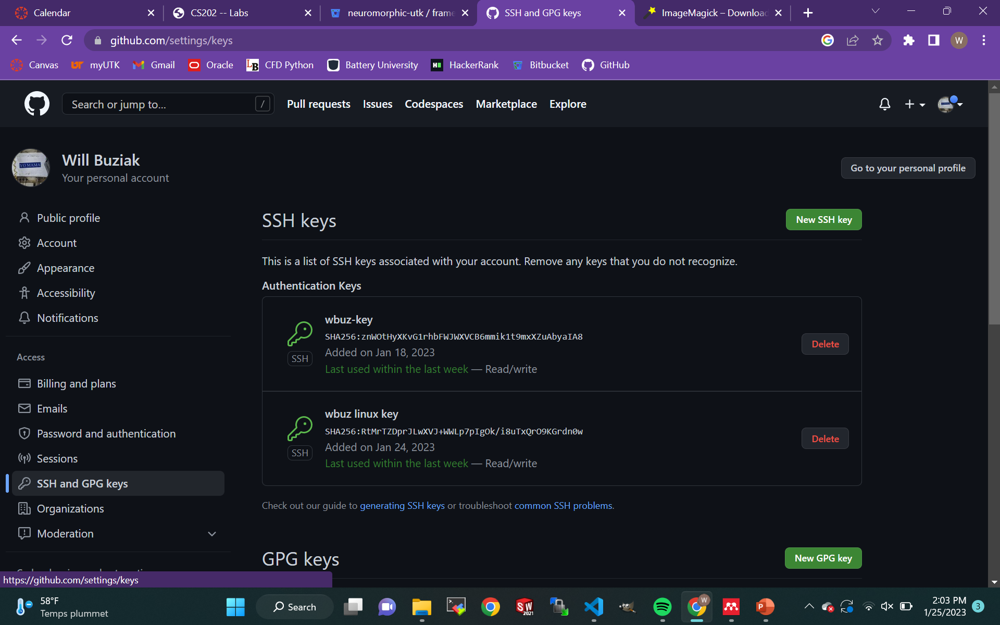 Calendar
CS202 -- Labs
neuromorphic-utk / frame
SSH and GPG keys
ImageMagick – Download
github.com/settings/keys
W
Canvas
myUTK
Gmail
Oracle
CFD Python
Battery University
HackerRank
Bitbucket
GitHub
Search or jump to...
/
Pull requests
Issues
Codespaces
Marketplace
Explore
YO MAMA
Will Buziak
Your personal account
Go to your personal profile
Public profile
Account
Appearance
Accessibility
Notifications
Access
Billing and plans
Emails
Password and authentication
Sessions
SSH and GPG keys
Organizations
Moderation
SSH keys
New SSH key
This is a list of SSH keys associated with your account. Remove any keys that you do not recognize.
Authentication Keys
wbuz-key
SHA256:znWOtHyXKvG1rhbFWJWXVCB6mmik1t9mxXZuAbyaIA8
Added on Jan 18, 2023
Last used within the last week — Read/write
SSH
Delete
wbuz linux key
SHA256:RtMrTZDprJLwXVJ+WWLp7pIgOk/i8uTxQrO9KGrdn0w
Added on Jan 24, 2023
Last used within the last week — Read/write
SSH
Delete
Check out our guide to generating SSH keys or troubleshoot common SSH problems.
GPG keys
New GPG key
https://github.com/settings/keys
58°F
Temps plummet
Search
SW
2021
W
P
2:03 PM
1/25/2023
3